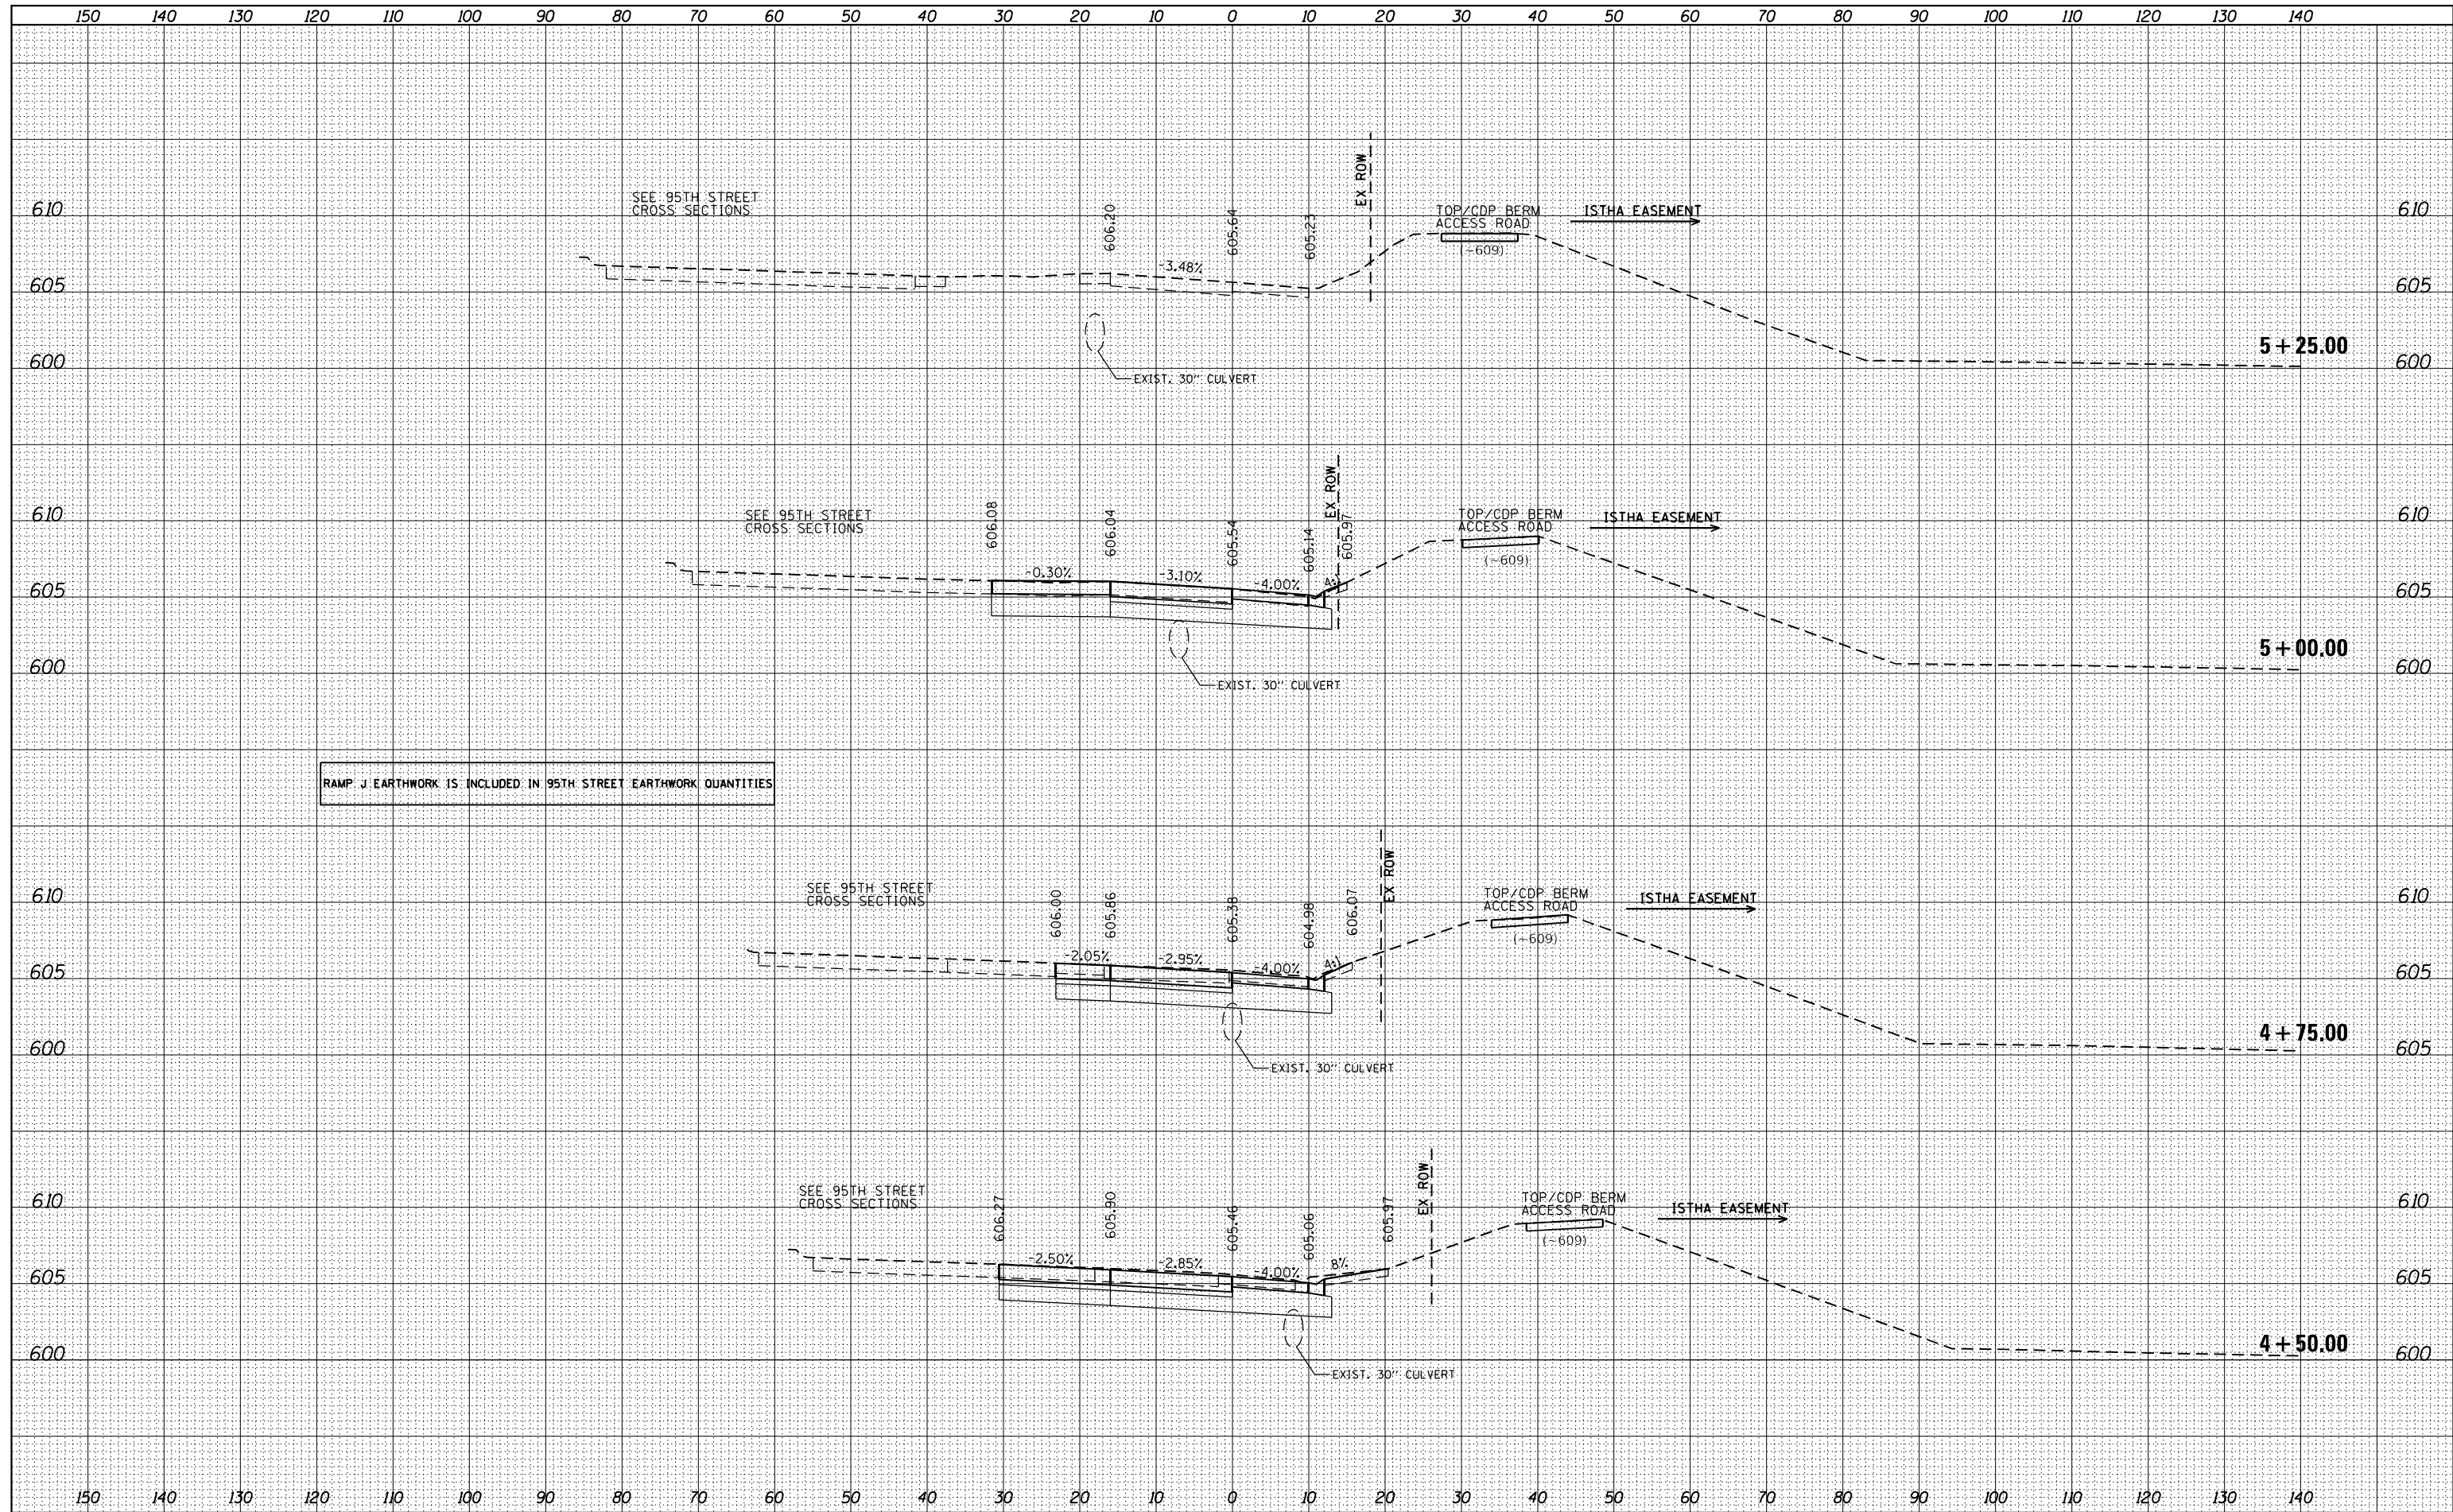 150 140 130 120 110 100 90 80 70 60 50 40 30 20 10 0 10 20 30 40 50 60 70 80 90 100 110 120 130 140
EX ROW
SEE 95TH STREET
CROSS SECTIONS
606.20
605.64
605.23
TOP/CDP BERM
ACCESS ROAD
(~609)
ISTHA EASEMENT
610
610
-3.48%
605
605
5+25.00
600
600
EXIST. 30" CULVERT
EX ROW
SEE 95TH STREET
CROSS SECTIONS
606.08
606.04
605.54
605.14
605.97
TOP/CDP BERM
ACCESS ROAD
(~609)
ISTHA EASEMENT
610
610
-0.30%
-3.10%
-4.00%
4:1
605
605
5+00.00
600
600
EXIST. 30" CULVERT
RAMP J EARTHWORK IS INCLUDED IN 95TH STREET EARTHWORK QUANTITIES
EX ROW
SEE 95TH STREET
CROSS SECTIONS
606.00
605.86
605.38
604.98
606.07
TOP/CDP BERM
ACCESS ROAD
(~609)
ISTHA EASEMENT
610
610
-2.05%
-2.95%
-4.00%
4:1
605
605
4+75.00
600
605
EXIST. 30" CULVERT
EX ROW
SEE 95TH STREET
CROSS SECTIONS
606.27
605.90
605.46
605.06
605.97
TOP/CDP BERM
ACCESS ROAD
(~609)
ISTHA EASEMENT
610
610
-2.50%
-2.85%
-4.00%
8%
605
605
4+50.00
600
600
EXIST. 30" CULVERT
150 140 130 120 110 100 90 80 70 60 50 40 30 20 10 0 10 20 30 40 50 60 70 80 90 100 110 120 130 140